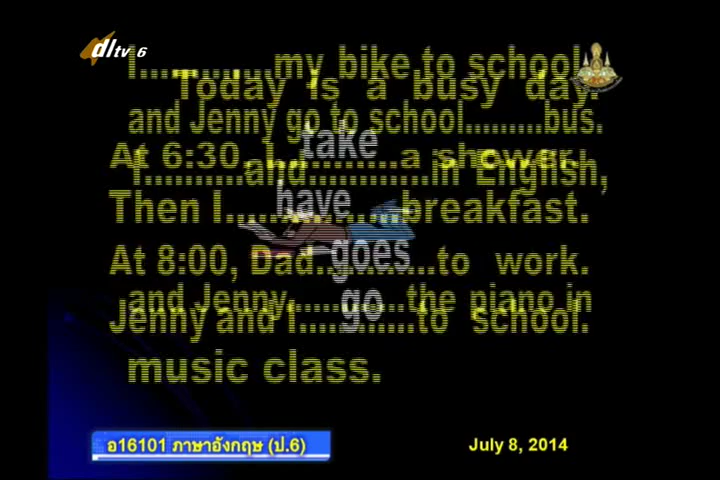 dltv 6
I.............my bike to school
Today is a busy day.
and Jenny go to school.........bus.
take
At 6:30, I...........a shower.
I..........and............in English,
have
Then I..................breakfast.
goes
At 8:00, Dad............to work.
and Jenny............the piano in
go
Jenny and I............to school.
music class.
อ16101 ภาษาอังกฤษ (ป.6)
July 8, 2014